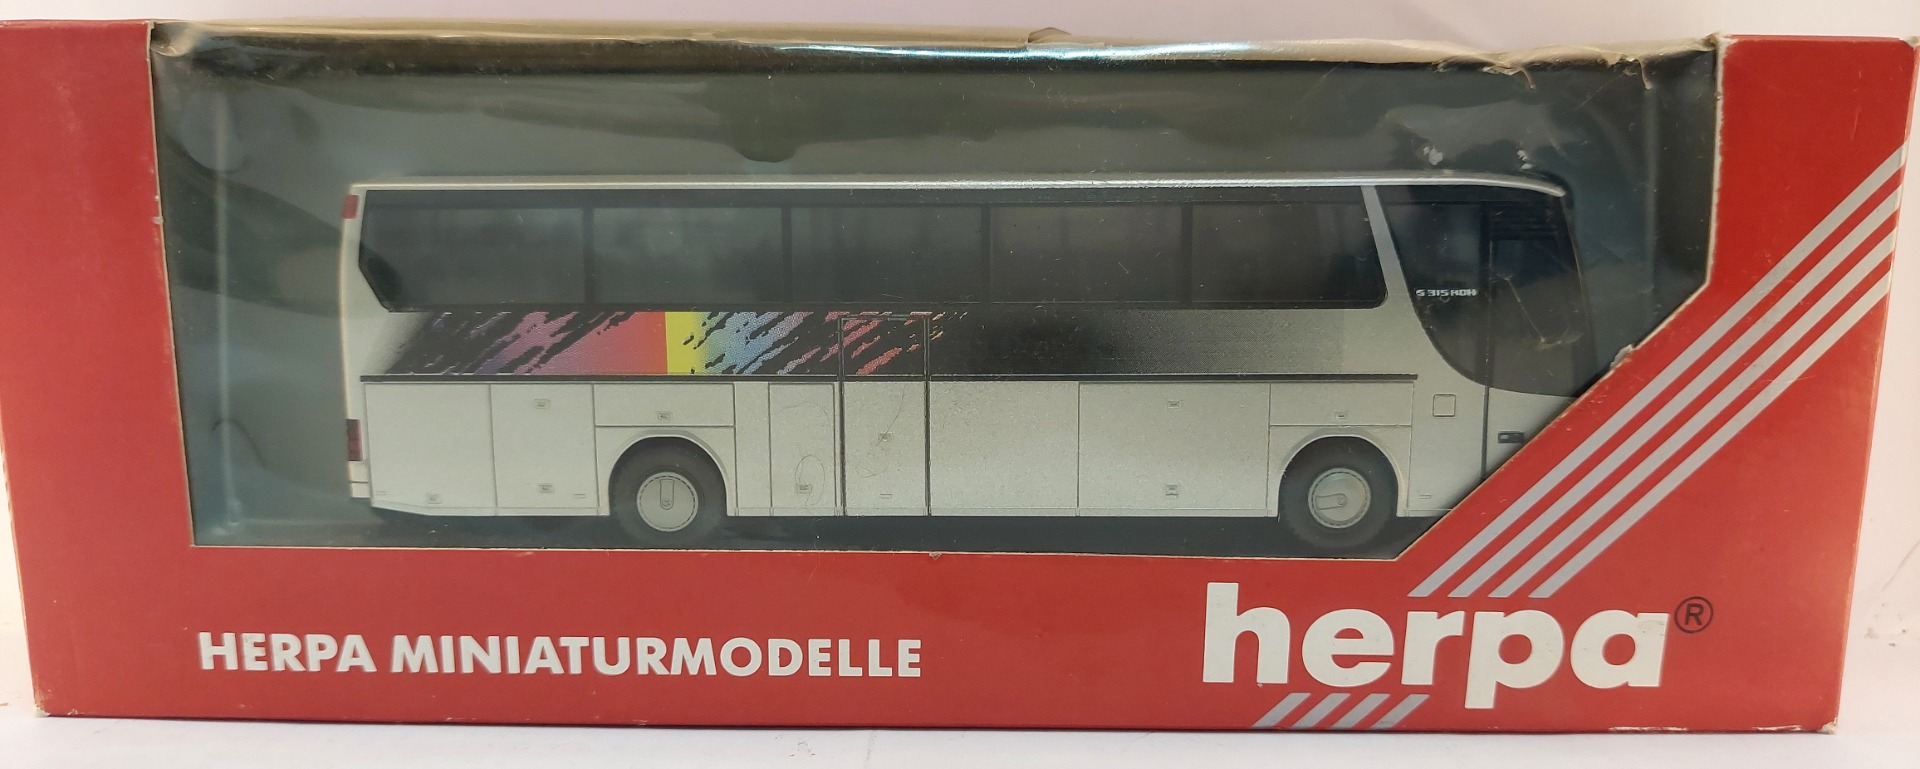 S 315 HDH
HERPA MINIATURMODELLE
herpa®